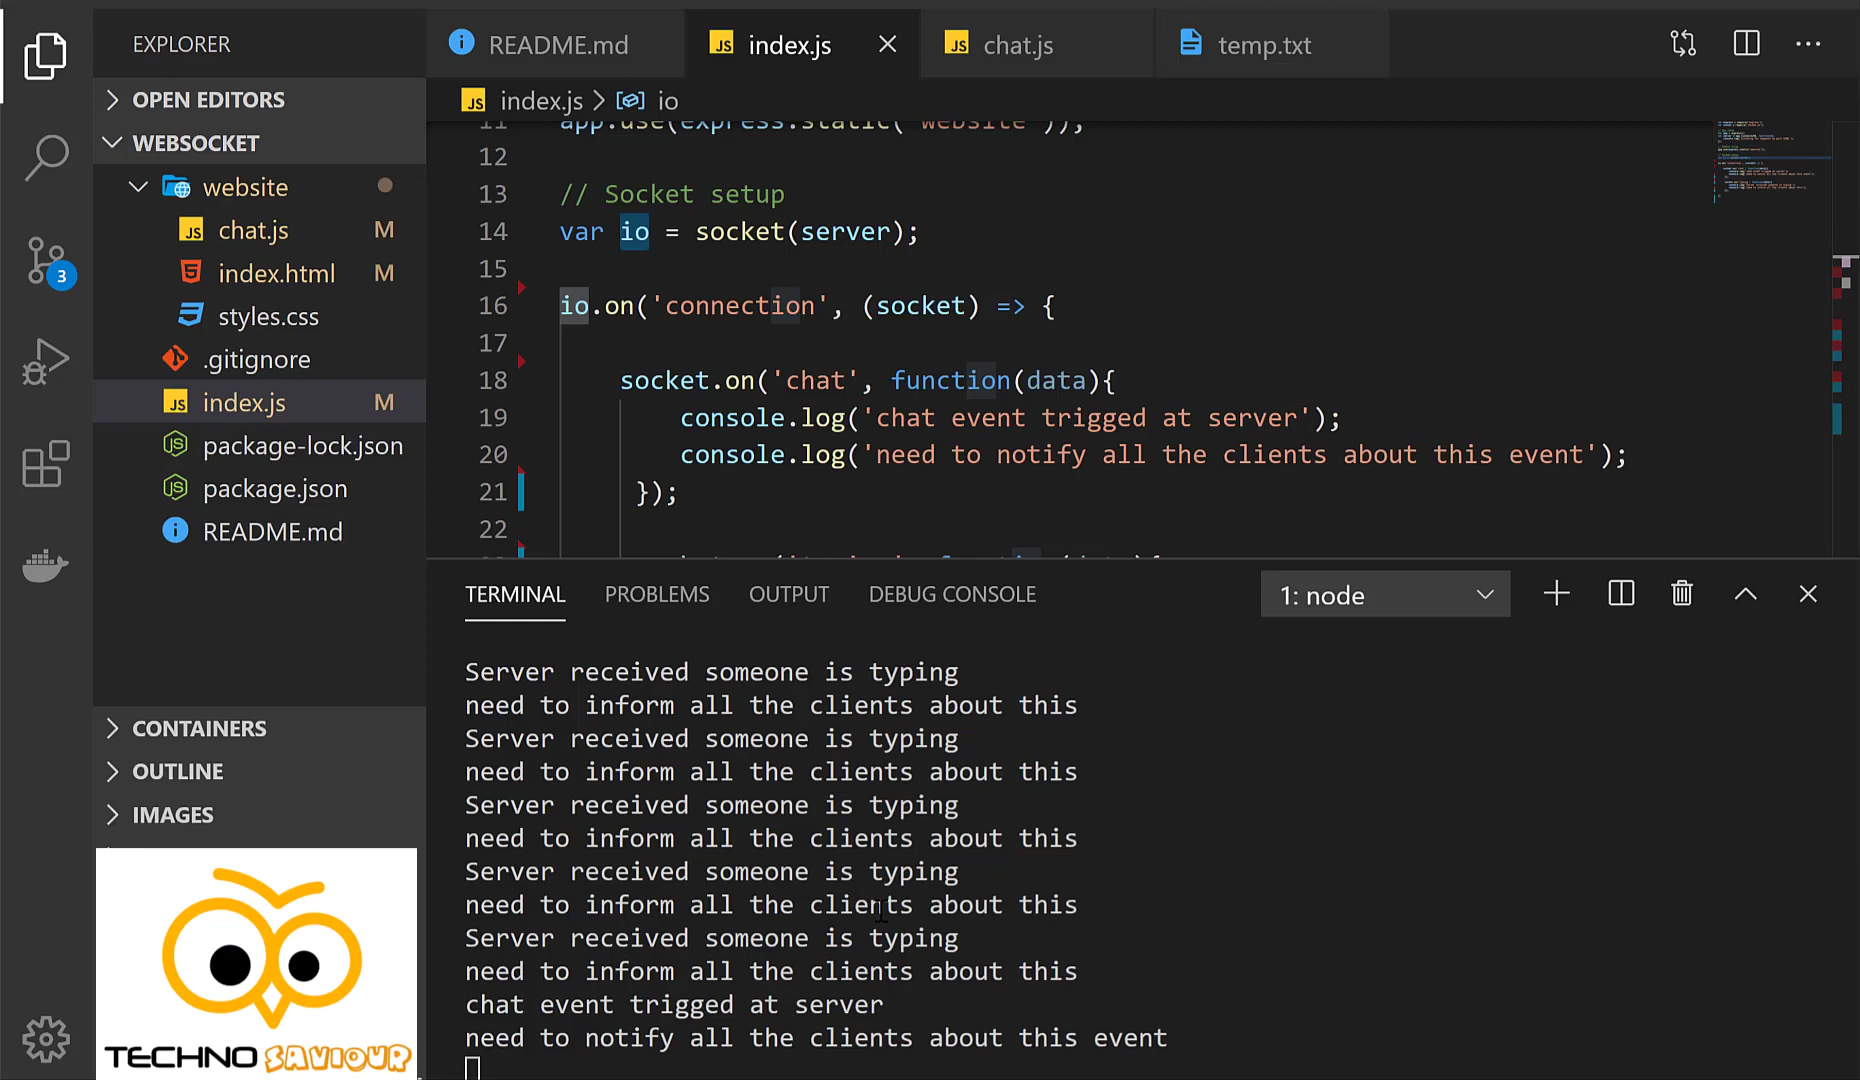 EXPLORER
README.md
index.js
chat.js
temp.txt
OPEN EDITORS
WEBSOCKET
website
chat.js M
index.html M
styles.css
.gitignore
index.js M
package-lock.json
package.json
README.md
3
CONTAINERS
OUTLINE
IMAGES
TECHNO SAVIOUR
index.js > io
11 app.use(express.static('website'));
12
13 // Socket setup
14 var io = socket(server);
15
16 io.on('connection', (socket) => {
17
18 socket.on('chat', function(data){
19 console.log('chat event trigged at server');
20 console.log('need to notify all the clients about this event');
21 });
22
TERMINAL PROBLEMS OUTPUT DEBUG CONSOLE 1: node
Server received someone is typing
need to inform all the clients about this
Server received someone is typing
need to inform all the clients about this
Server received someone is typing
need to inform all the clients about this
Server received someone is typing
need to inform all the clients about this
Server received someone is typing
need to inform all the clients about this
chat event trigged at server
need to notify all the clients about this event